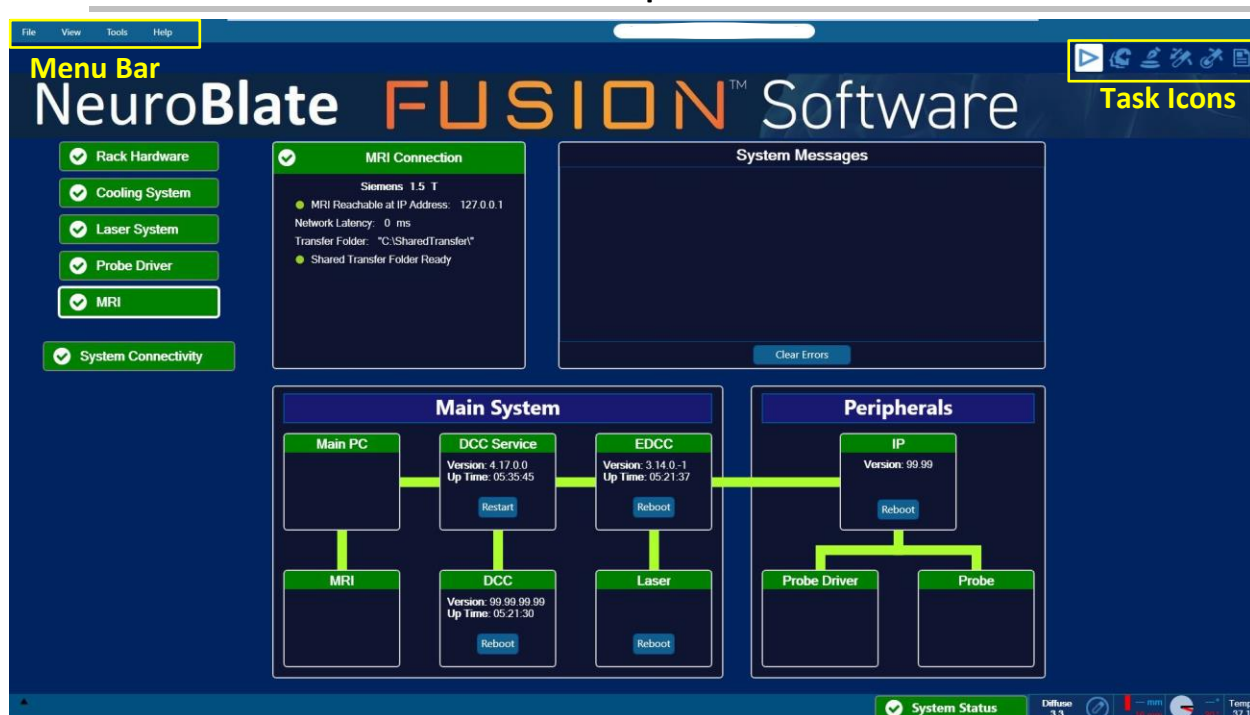 File View Tools Help
Menu Bar
Task Icons
NeuroBlate FUSION™ Software
Rack Hardware
Cooling System
Laser System
Probe Driver
MRI
System Connectivity
MRI Connection
Siemens 1.5 T
MRI Reachable at IP Address: 127.0.0.1
Network Latency: 0 ms
Transfer Folder: "C:\SharedTransfer\"
Shared Transfer Folder Ready
System Messages
Clear Errors
Main System
Main PC
DCC Service
Version: 4.17.0.0
Up Time: 05:35:45
Restart
EDCC
Version: 3.14.0.-1
Up Time: 05:21:37
Reboot
MRI
DCC
Version: 99.99.99.99
Up Time: 05:21:30
Reboot
Laser
Reboot
Peripherals
IP
Version: 99.99
Reboot
Probe Driver
Probe
System Status
Diffuse
3.3
--- mm
---°
Temp